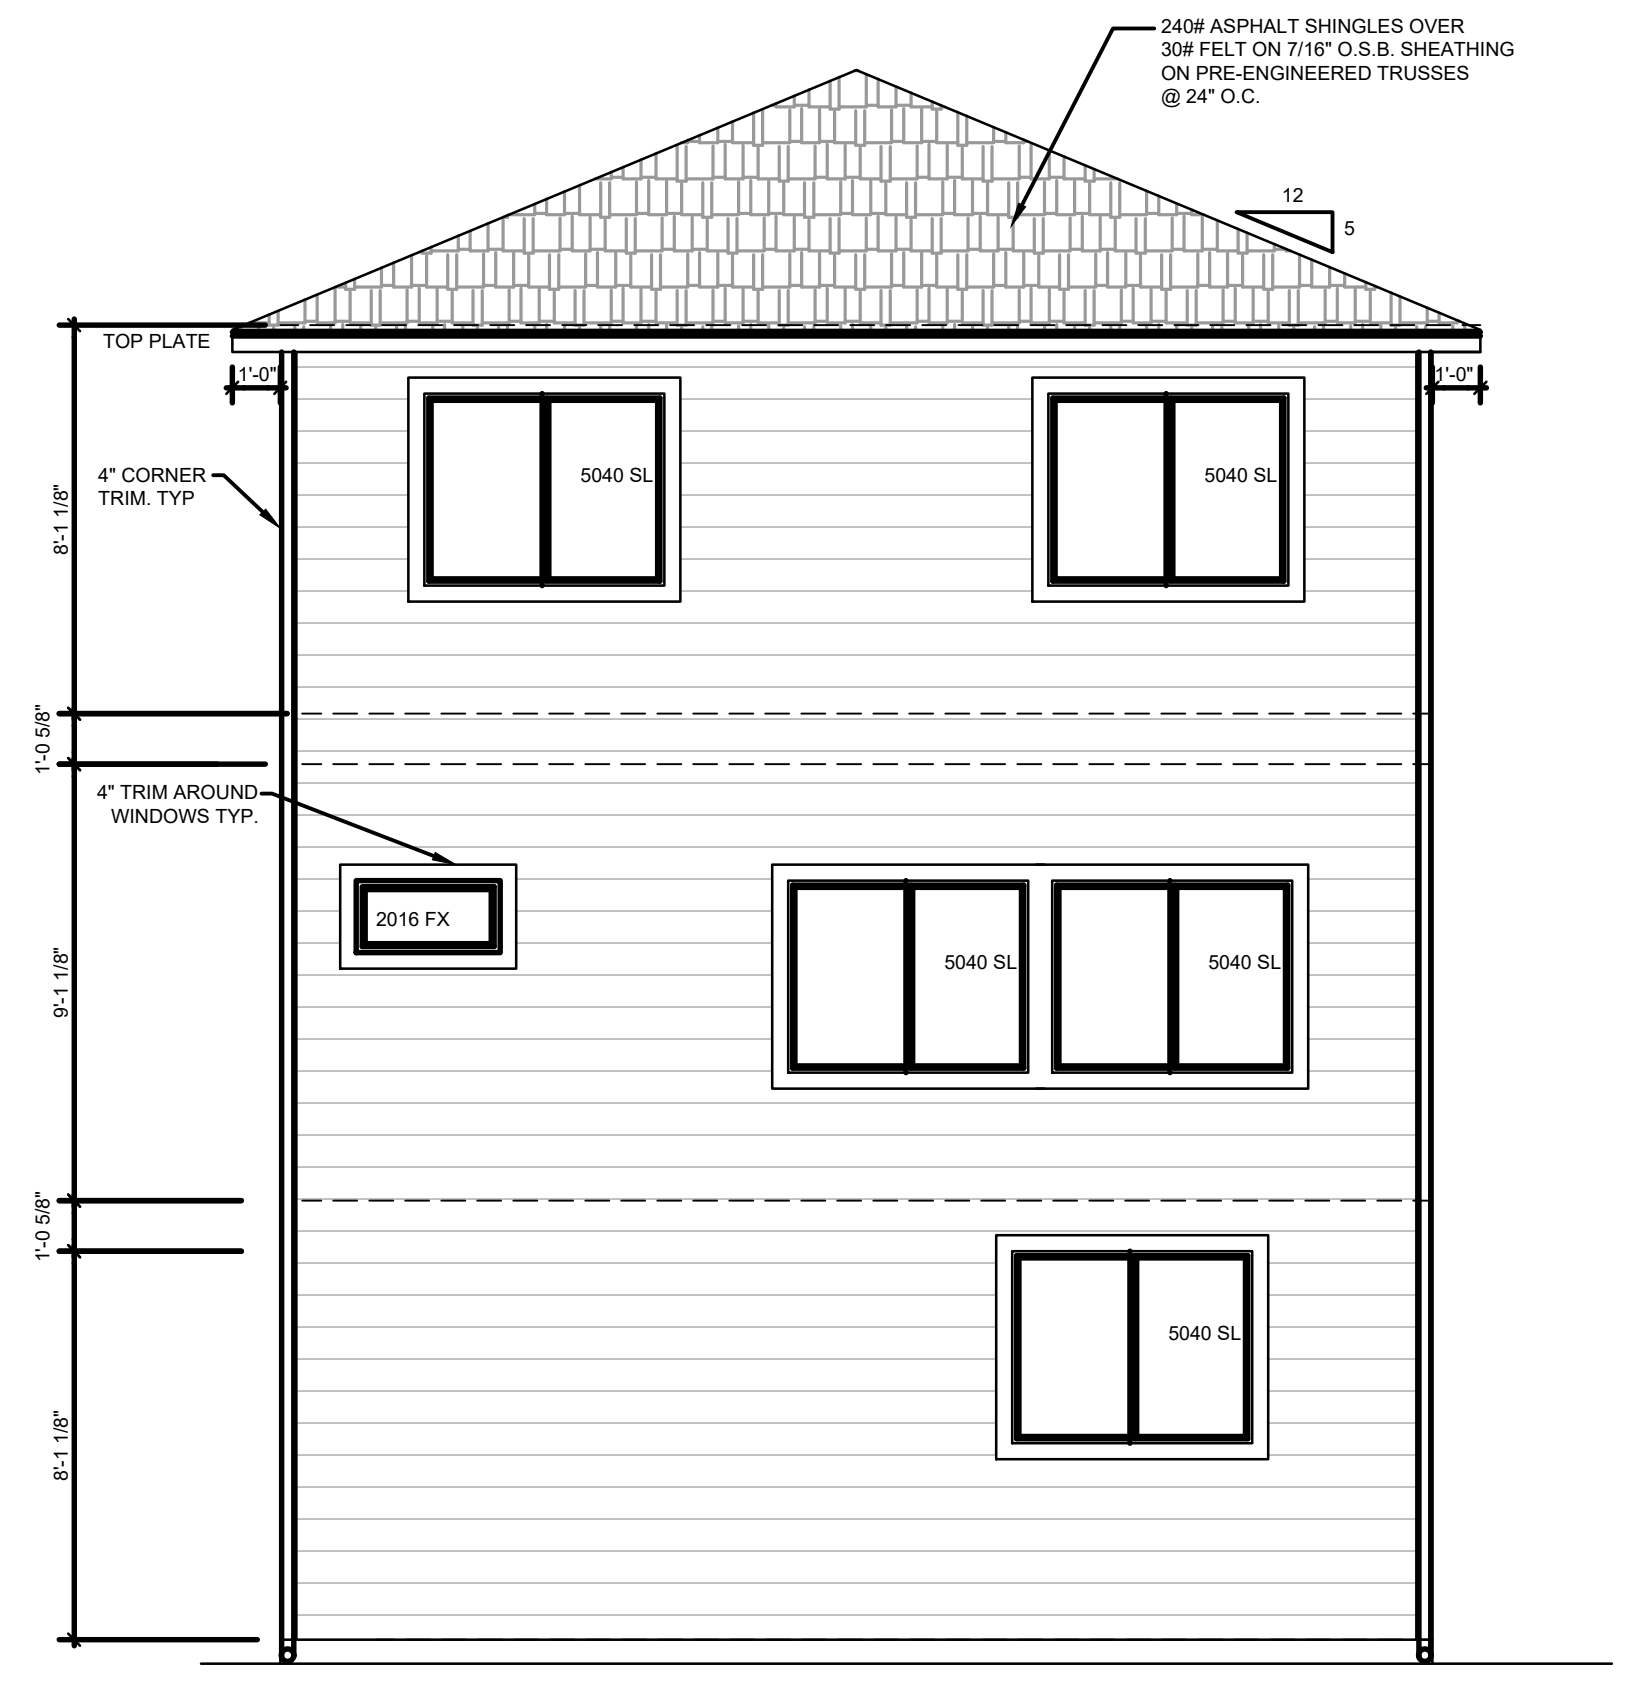 240# ASPHALT SHINGLES OVER
30# FELT ON 7/16" O.S.B. SHEATHING
ON PRE-ENGINEERED TRUSSES
@ 24" O.C.
12
5
TOP PLATE
1'-0"
1'-0"
4" CORNER
TRIM. TYP
5040 SL
5040 SL
8'-1 1/8"
1'-0 5/8"
4" TRIM AROUND
WINDOWS TYP.
2016 FX
5040 SL
5040 SL
9'-1 1/8"
1'-0 5/8"
5040 SL
8'-1 1/8"